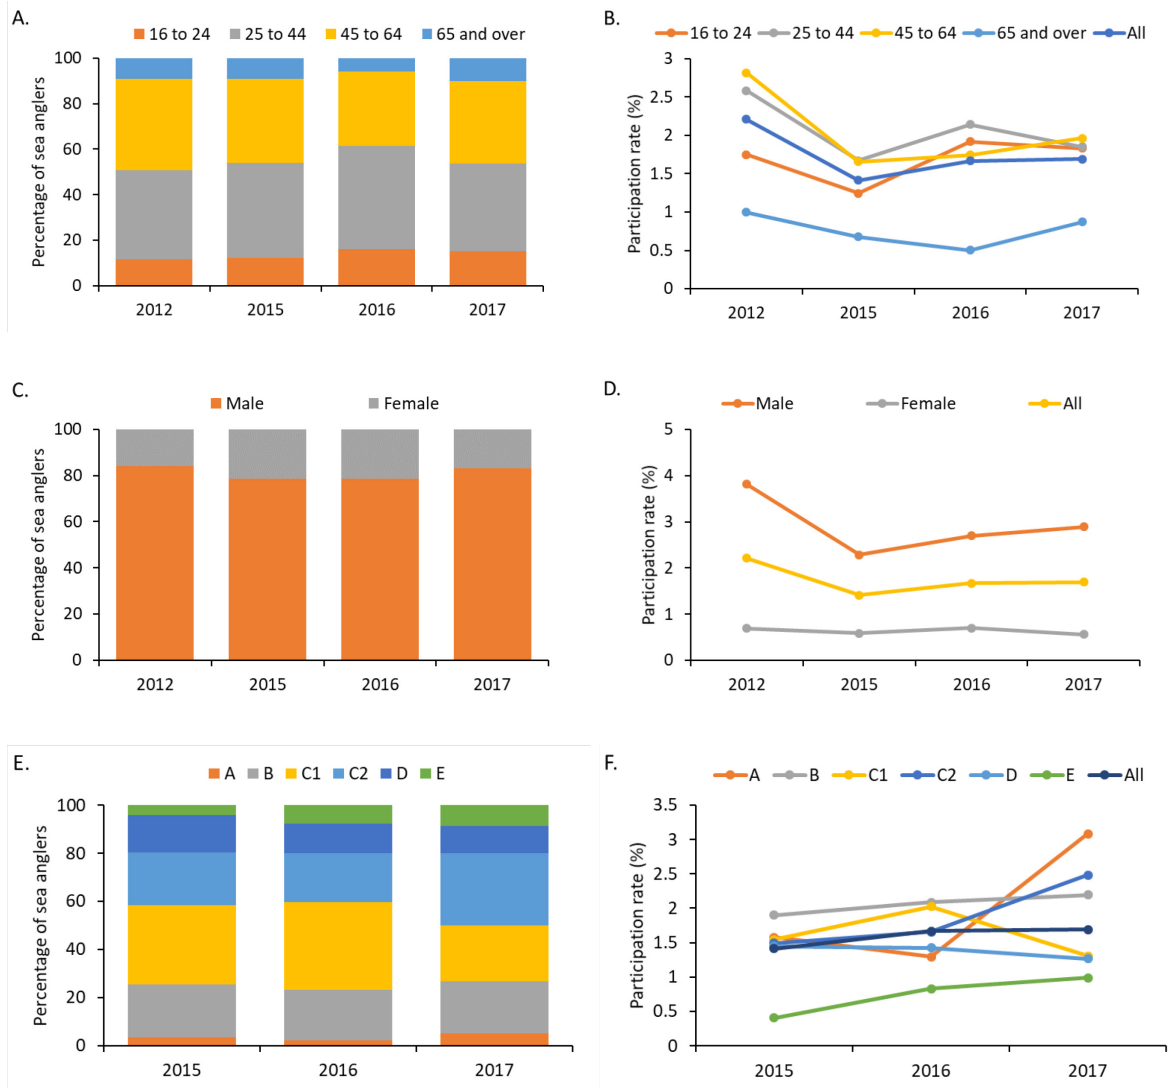 A.
16 to 24 25 to 44 45 to 64 65 and over
Percentage of sea anglers
100
80
60
40
20
0
2012 2015 2016 2017
B.
16 to 24 25 to 44 45 to 64 65 and over All
Participation rate (%)
3
2.5
2
1.5
1
0.5
0
2012 2015 2016 2017
C.
Male Female
Percentage of sea anglers
100
80
60
40
20
0
2012 2015 2016 2017
D.
Male Female All
Participation rate (%)
5
4
3
2
1
0
2012 2015 2016 2017
E.
A B C1 C2 D E
Percentage of sea anglers
100
80
60
40
20
0
2015 2016 2017
F.
A B C1 C2 D E All
Participation rate (%)
3.5
3
2.5
2
1.5
1
0.5
0
2015 2016 2017